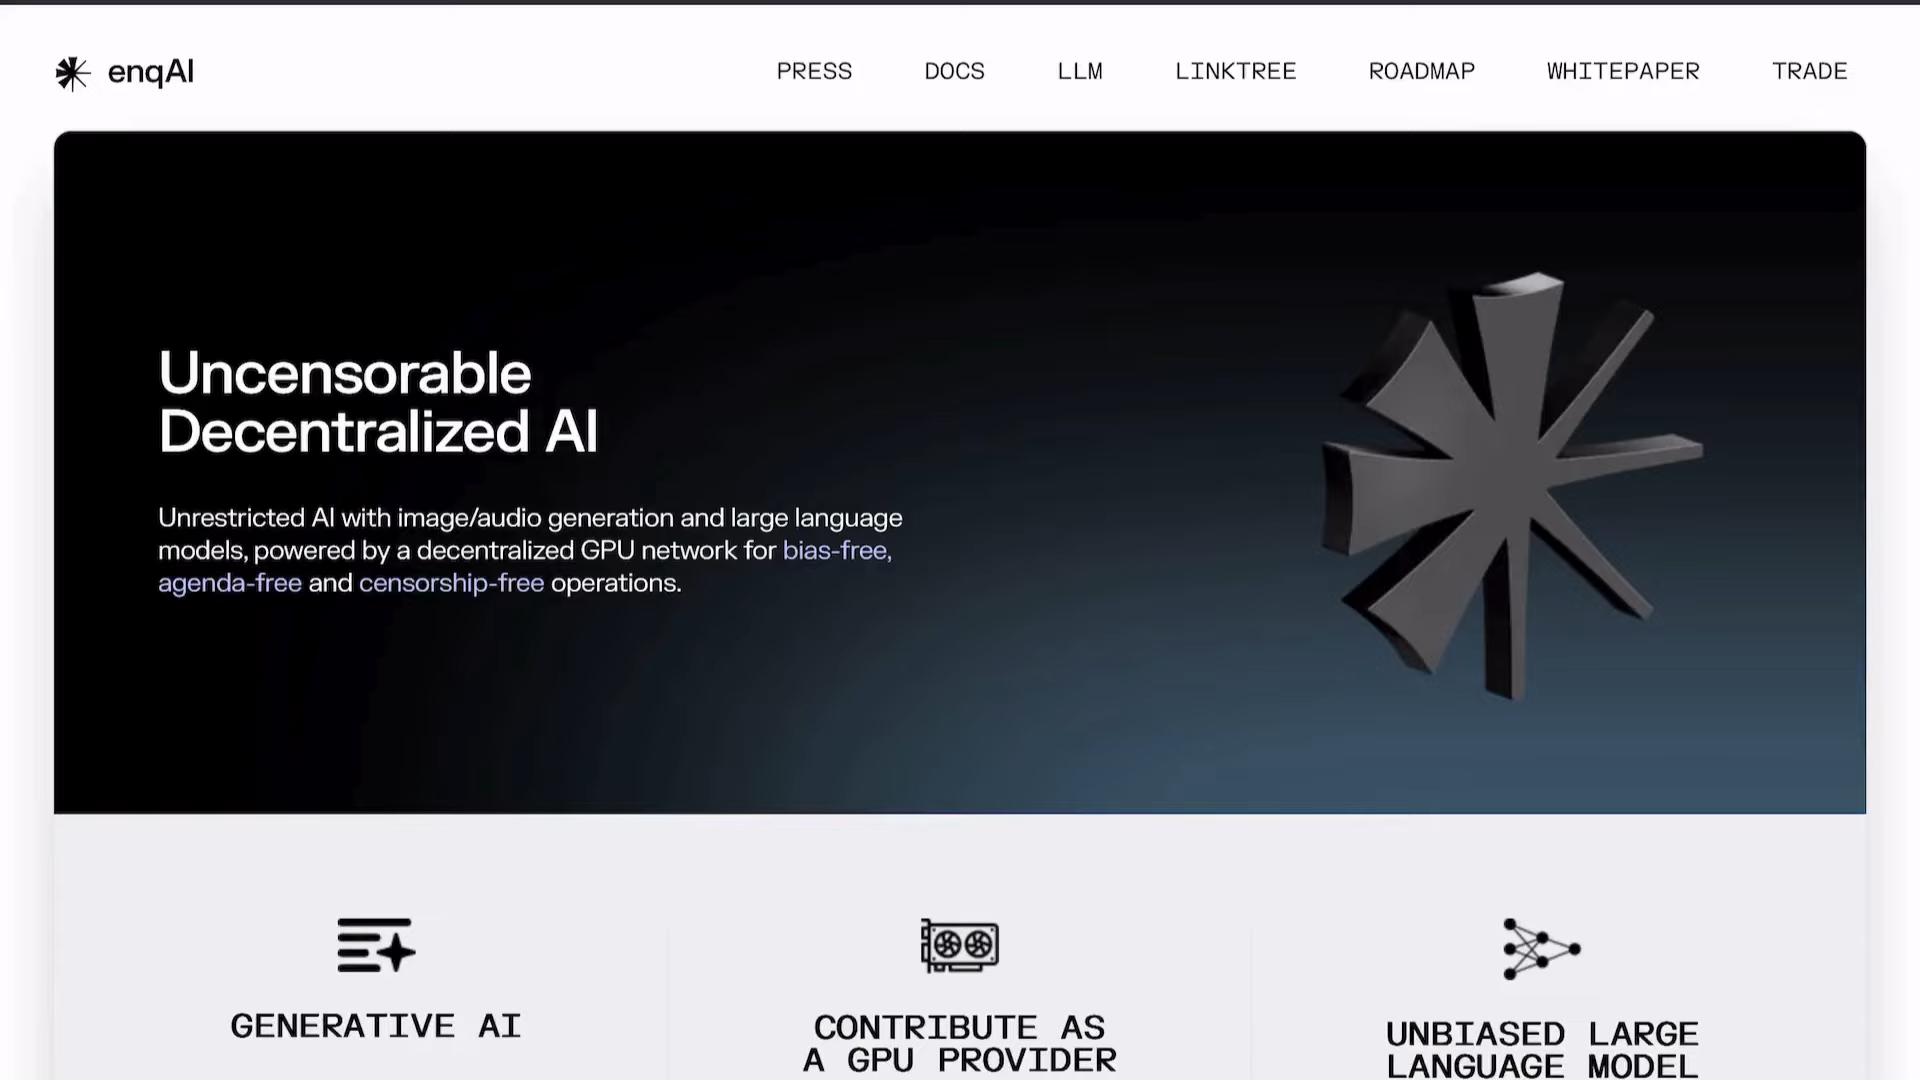 enqAI
PRESS DOCS LLM LINKTREE ROADMAP WHITEPAPER TRADE
Uncensorable
Decentralized AI
Unrestricted AI with image/audio generation and large language
models, powered by a decentralized GPU network for bias-free,
agenda-free and censorship-free operations.
GENERATIVE AI
CONTRIBUTE AS
A GPU PROVIDER
UNBIASED LARGE
LANGUAGE MODEL